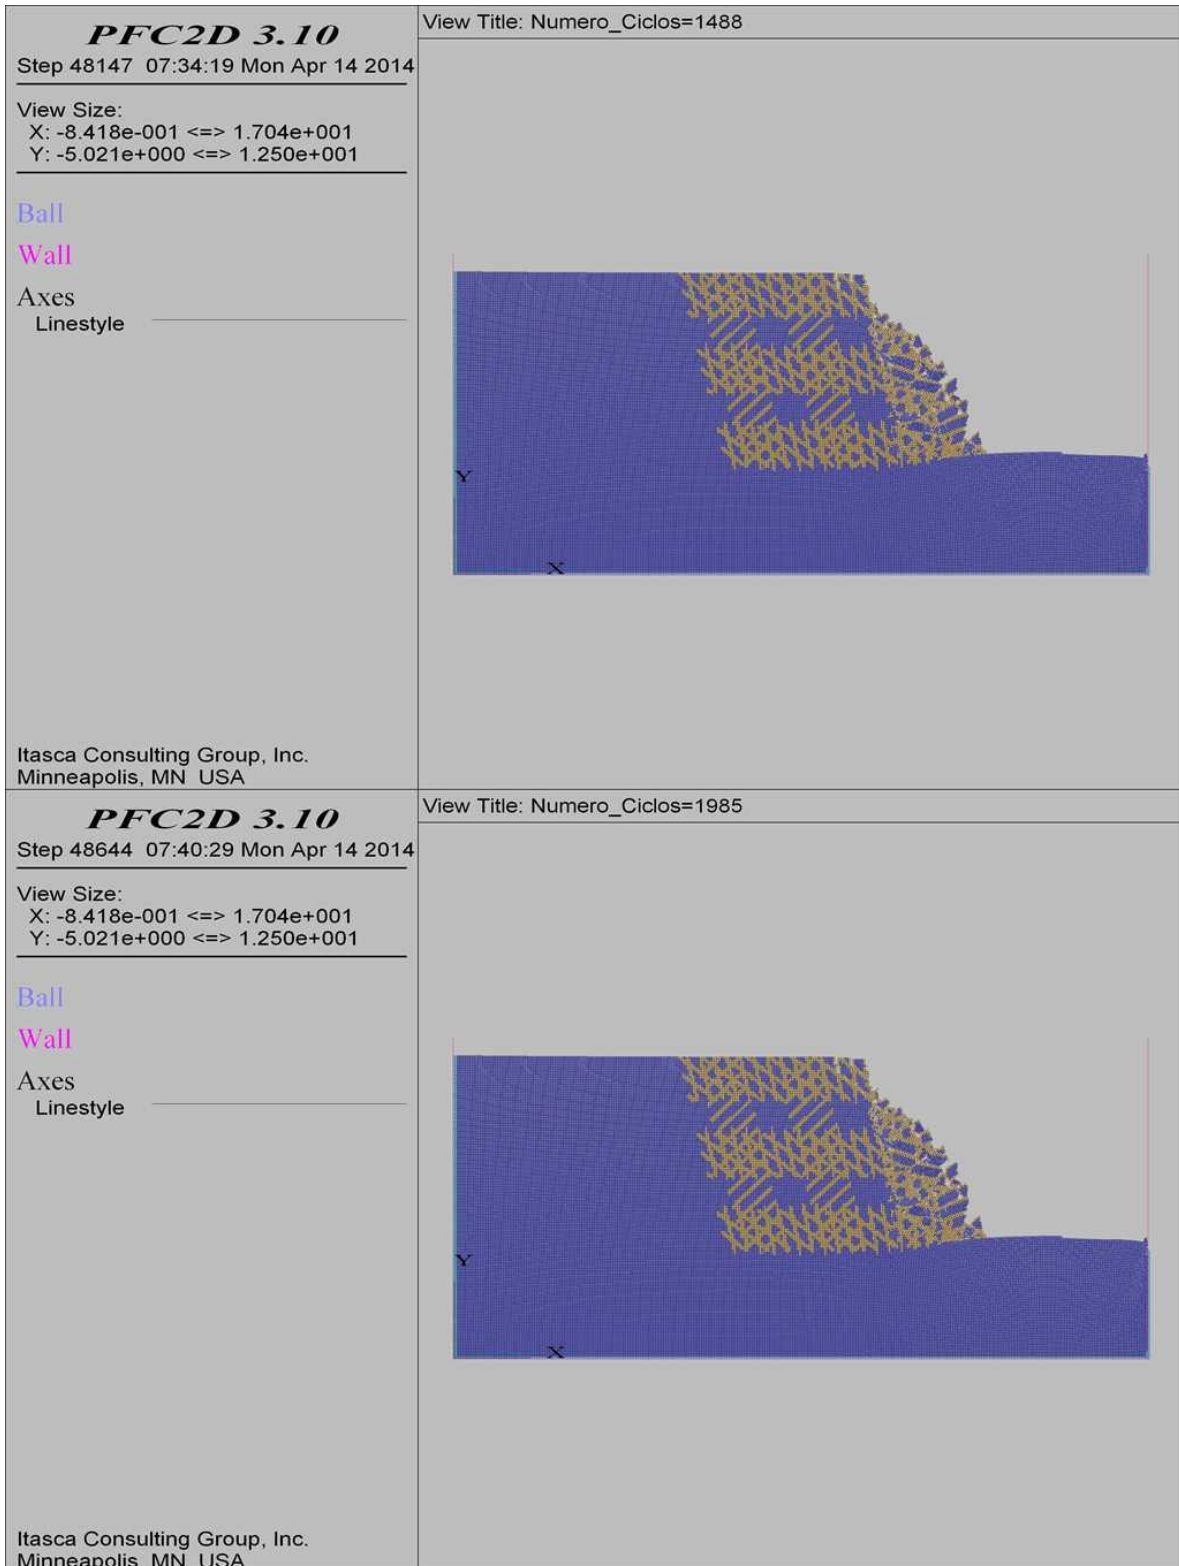 PFC2D 3.10
Step 48147 07:34:19 Mon Apr 14 2014
View Size:
X: -8.418e-001 <=> 1.704e+001
Y: -5.021e+000 <=> 1.250e+001
Ball
Wall
Axes
Linestyle
Itasca Consulting Group, Inc.
Minneapolis, MN USA
View Title: Numero_Ciclos=1488
Y
X
PFC2D 3.10
Step 48644 07:40:29 Mon Apr 14 2014
View Size:
X: -8.418e-001 <=> 1.704e+001
Y: -5.021e+000 <=> 1.250e+001
Ball
Wall
Axes
Linestyle
Itasca Consulting Group, Inc.
Minneapolis, MN USA
View Title: Numero_Ciclos=1985
Y
X